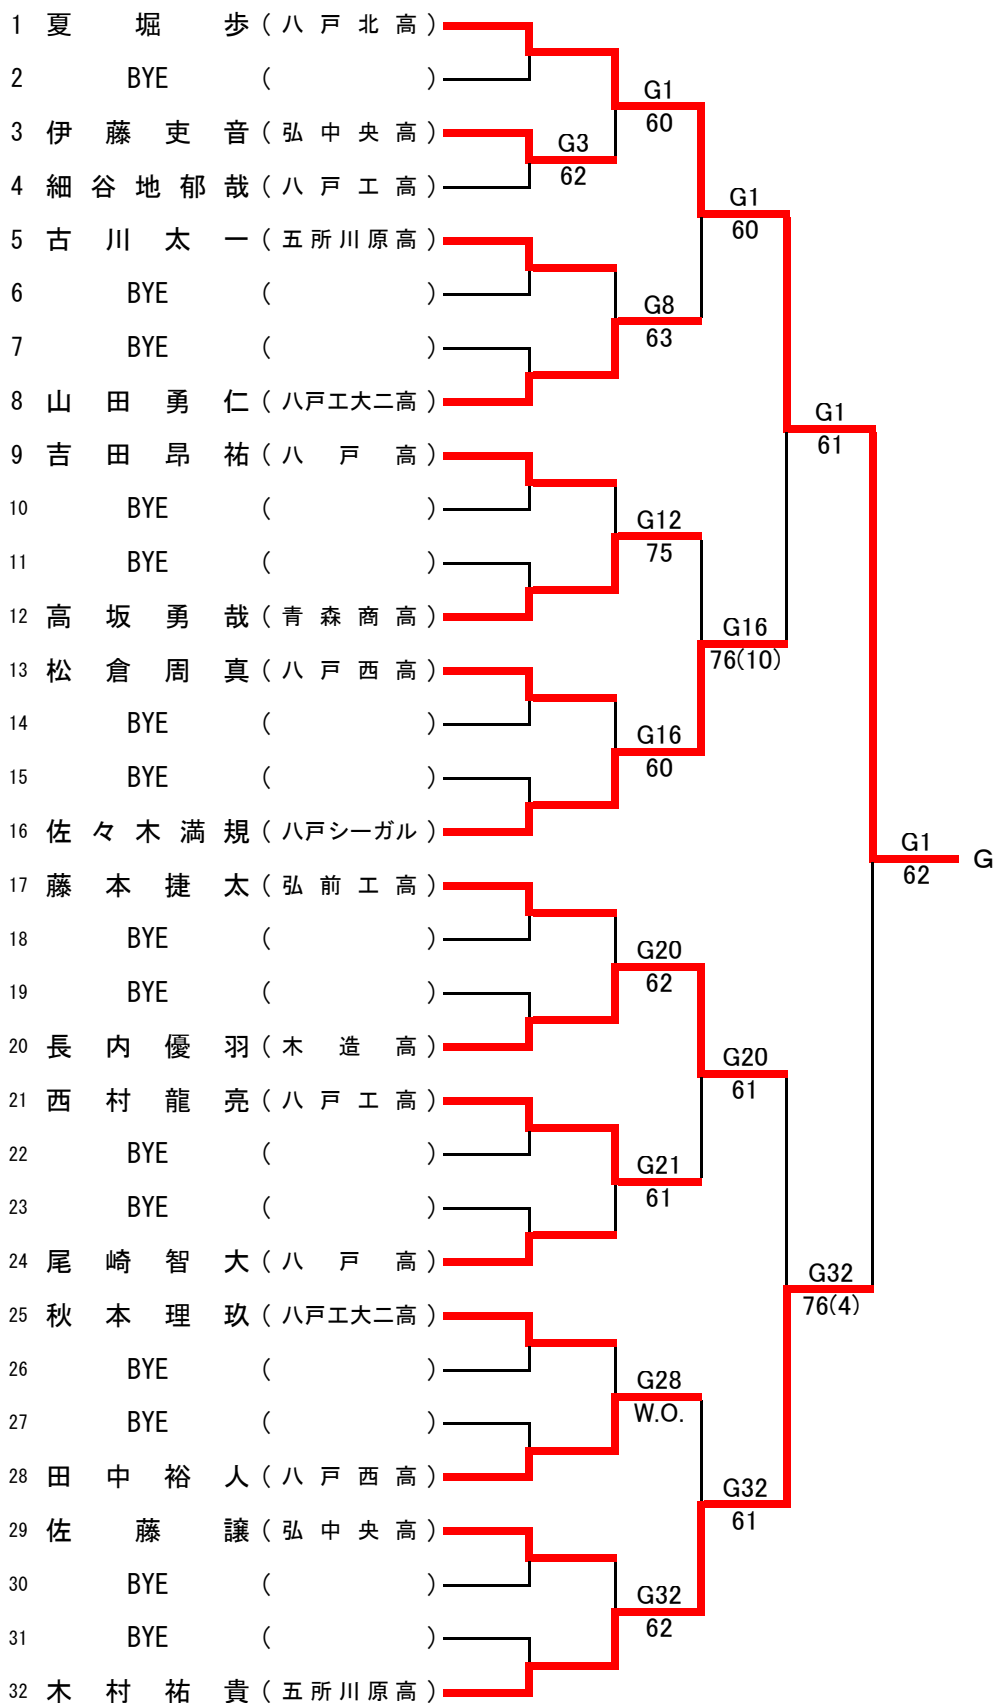 1 夏堀歩 (八戸北高)
2 BYE ( )
G1
60
3 伊藤吏音 (弘中央高)
G3
62
4 細谷地郁哉 (八戸工高)
G1
60
5 古川太一 (五所川原高)
6 BYE ( )
G8
63
7 BYE ( )
8 山田勇仁 (八戸工大二高)
G1
61
9 吉田昂祐 (八戸高)
10 BYE ( )
G12
75
11 BYE ( )
12 高坂勇哉 (青森商高)
G16
76(10)
13 松倉周真 (八戸西高)
14 BYE ( )
G16
60
15 BYE ( )
16 佐々木満規 (八戸シーガル)
G1
62
G
17 藤本捷太 (弘前工高)
18 BYE ( )
G20
62
19 BYE ( )
20 長内優羽 (木造高)
G20
61
21 西村龍亮 (八戸工高)
22 BYE ( )
G21
61
23 BYE ( )
24 尾崎智大 (八戸高)
G32
76(4)
25 秋本理玖 (八戸工大二高)
26 BYE ( )
G28
W.O.
27 BYE ( )
28 田中裕人 (八戸西高)
G32
61
29 佐藤譲 (弘中央高)
30 BYE ( )
G32
62
31 BYE ( )
32 木村祐貴 (五所川原高)